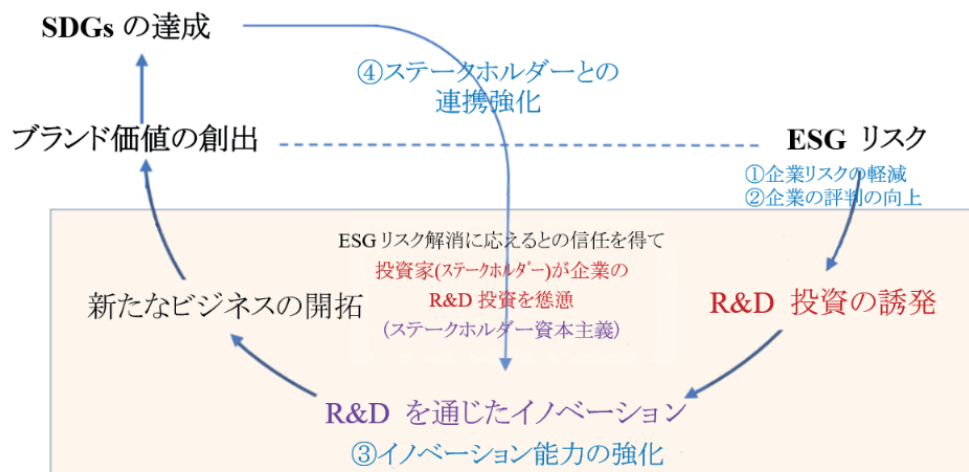 SDGs の達成
④ステークホルダーとの
連携強化
ブランド価値の創出
ESG リスク
①企業リスクの軽減
②企業の評判の向上
ESGリスク解消に応えるとの信任を得て
投資家(ステークホルダー)が企業の
R&D 投資を慫慂
(ステークホルダー資本主義)
新たなビジネスの開拓
R&D 投資の誘発
R&D を通じたイノベーション
③イノベーション能力の強化